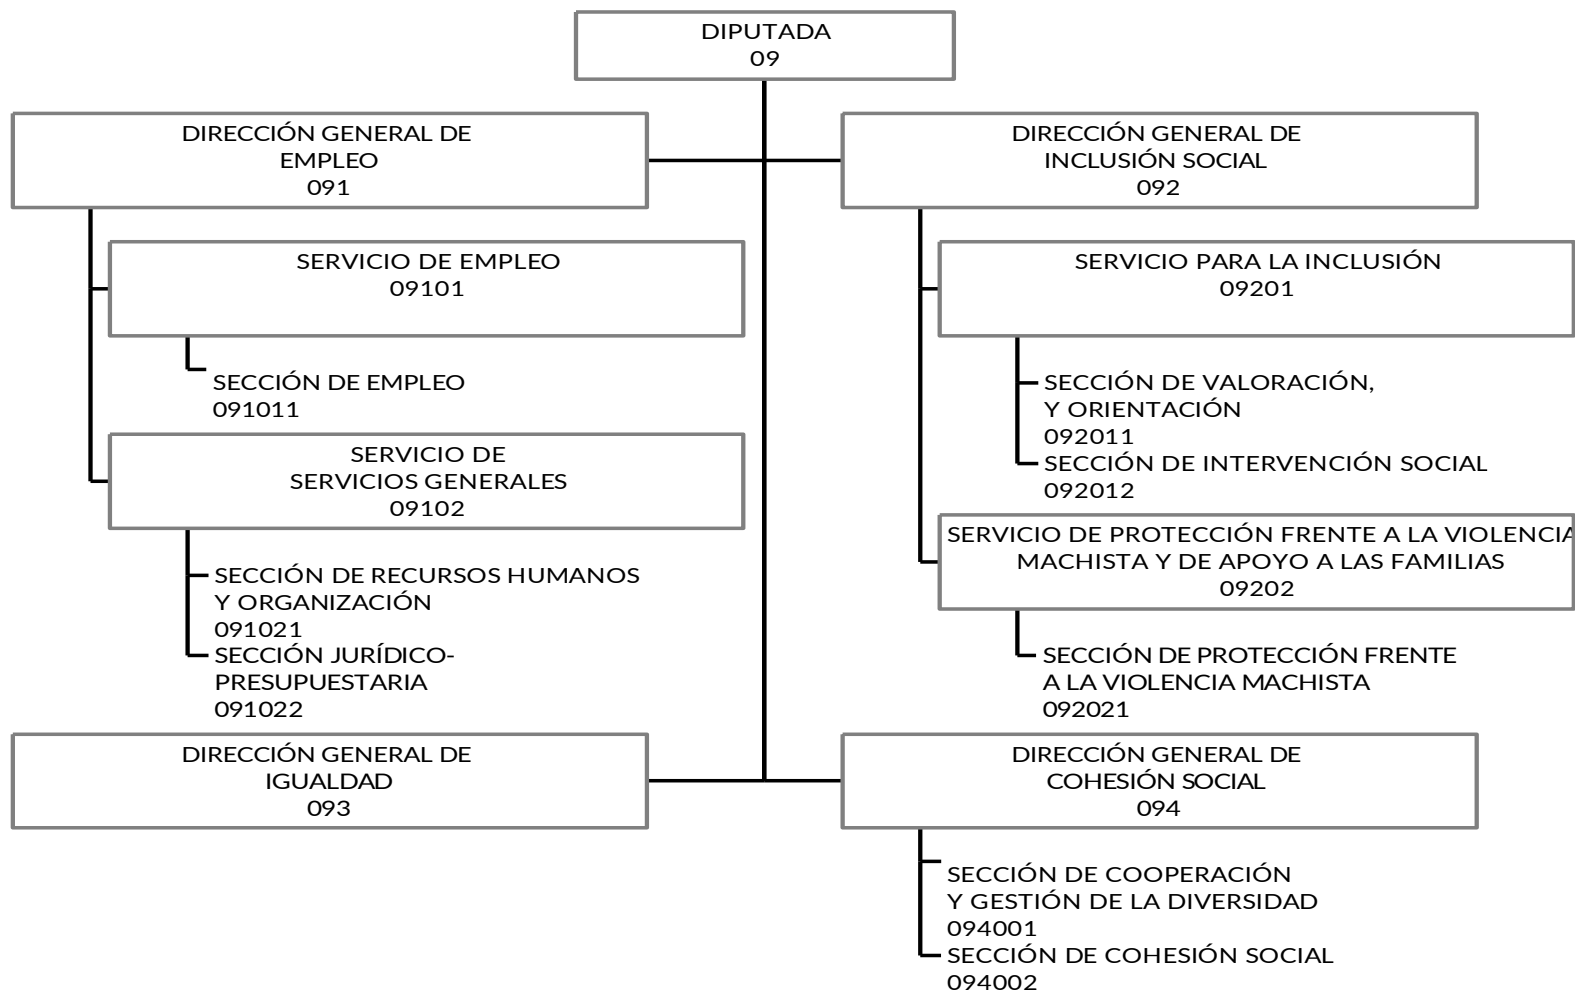 DIPUTADA
09
DIRECCIÓN GENERAL DE
EMPLEO
091
DIRECCIÓN GENERAL DE
INCLUSIÓN SOCIAL
092
SERVICIO DE EMPLEO
09101
SECCIÓN DE EMPLEO
091011
SERVICIO DE
SERVICIOS GENERALES
09102
SECCIÓN DE RECURSOS HUMANOS
Y ORGANIZACIÓN
091021
SECCIÓN JURÍDICO-
PRESUPUESTARIA
091022
SERVICIO PARA LA INCLUSIÓN
09201
SECCIÓN DE VALORACIÓN,
Y ORIENTACIÓN
092011
SECCIÓN DE INTERVENCIÓN SOCIAL
092012
SERVICIO DE PROTECCIÓN FRENTE A LA VIOLENCIA
MACHISTA Y DE APOYO A LAS FAMILIAS
09202
SECCIÓN DE PROTECCIÓN FRENTE
A LA VIOLENCIA MACHISTA
092021
DIRECCIÓN GENERAL DE
IGUALDAD
093
DIRECCIÓN GENERAL DE
COHESIÓN SOCIAL
094
SECCIÓN DE COOPERACIÓN
Y GESTIÓN DE LA DIVERSIDAD
094001
SECCIÓN DE COHESIÓN SOCIAL
094002